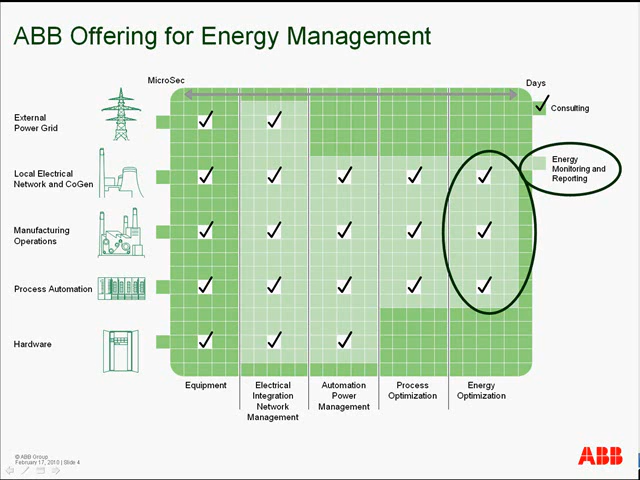 ABB Offering for Energy Management
MicroSec
Days
Consulting
External
Power Grid
Energy
Monitoring and
Reporting
Local Electrical
Network and CoGen
Manufacturing
Operations
Process Automation
Hardware
Equipment
Electrical
Integration
Network
Management
Automation
Power
Management
Process
Optimization
Energy
Optimization
© ABB Group
February 17, 2010 | Slide 4
ABB